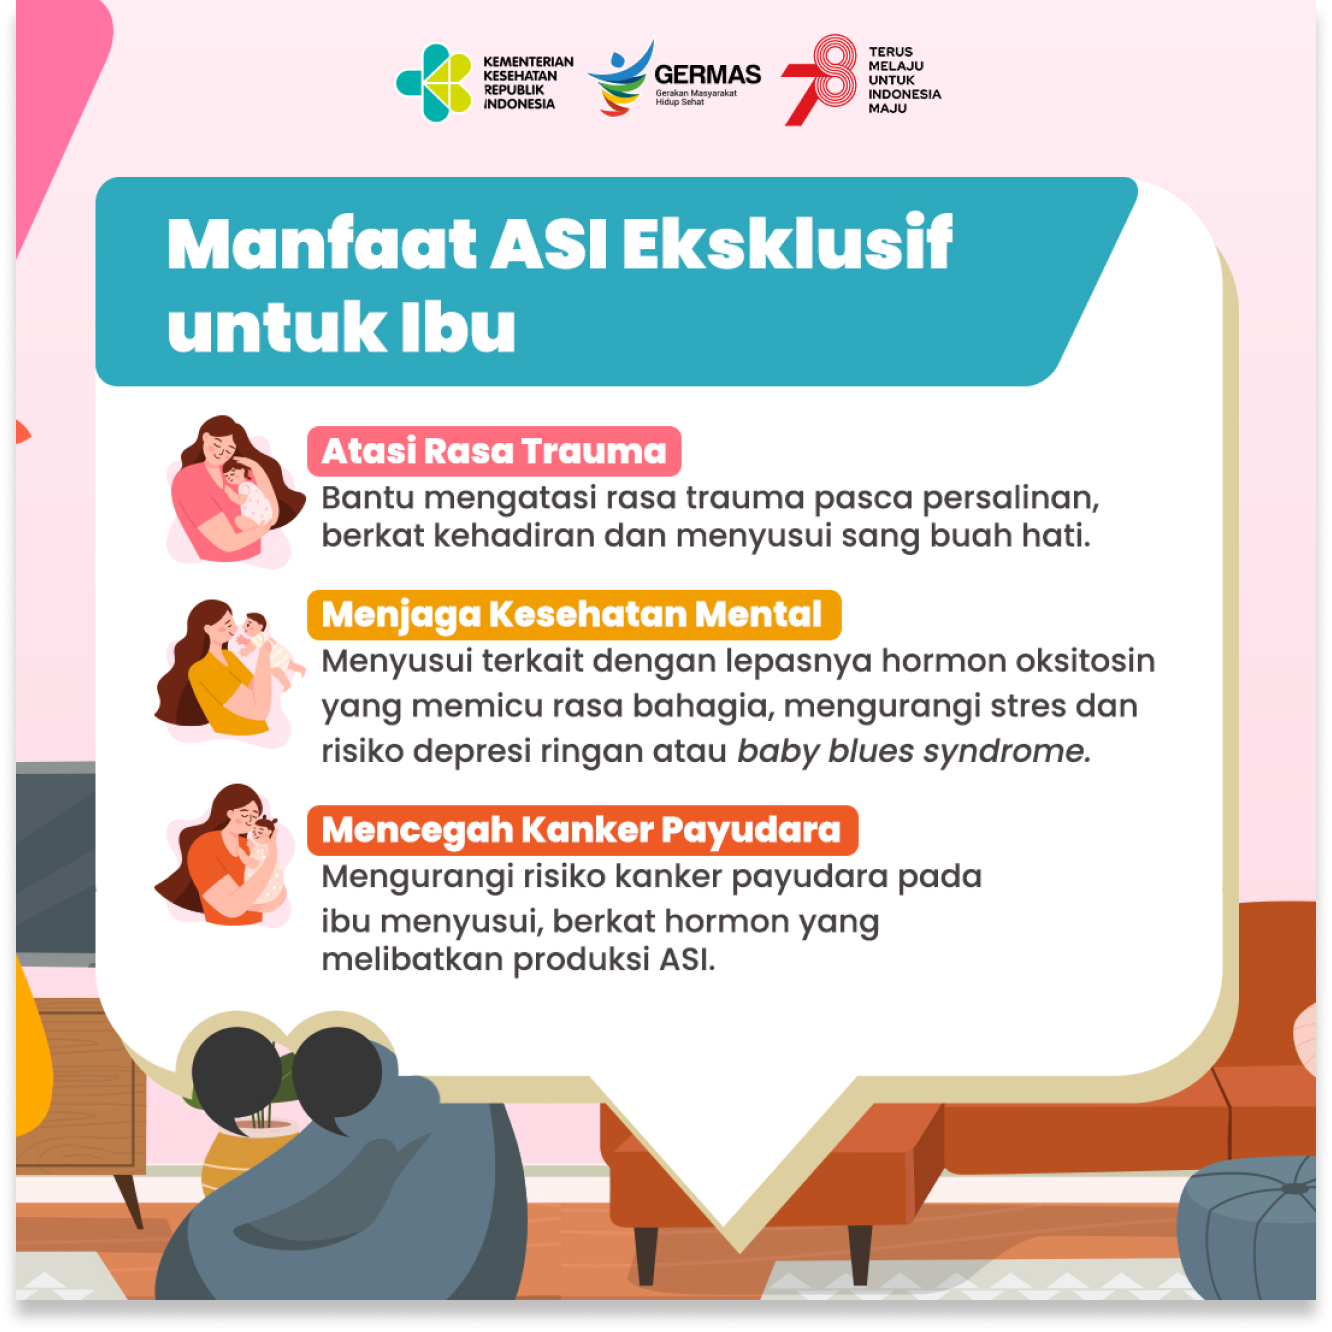 KEMENTERIAN
KESEHATAN
REPUBLIK
INDONESIA
GERMAS
Gerakan Masyarakat
Hidup Sehat
78
TERUS
MELAJU
UNTUK
INDONESIA
MAJU
Manfaat ASI Eksklusif
untuk Ibu
Atasi Rasa Trauma
Bantu mengatasi rasa trauma pasca persalinan,
berkat kehadiran dan menyusui sang buah hati.
Menjaga Kesehatan Mental
Menyusui terkait dengan lepasnya hormon oksitosin
yang memicu rasa bahagia, mengurangi stres dan
risiko depresi ringan atau baby blues syndrome.
Mencegah Kanker Payudara
Mengurangi risiko kanker payudara pada
ibu menyusui, berkat hormon yang
melibatkan produksi ASI.